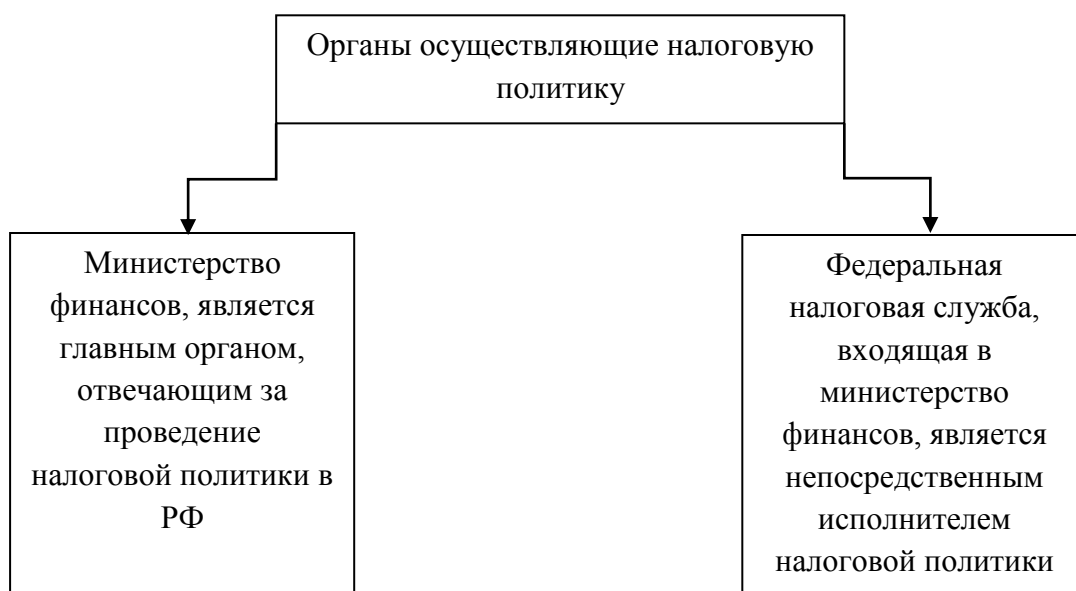 Органы осуществляющие налоговую
политику
Министерство
финансов, является
главным органом,
отвечающим за
проведение
налоговой политики в
РФ
Федеральная
налоговая служба,
входящая в
министерство
финансов, является
непосредственным
исполнителем
налоговой политики